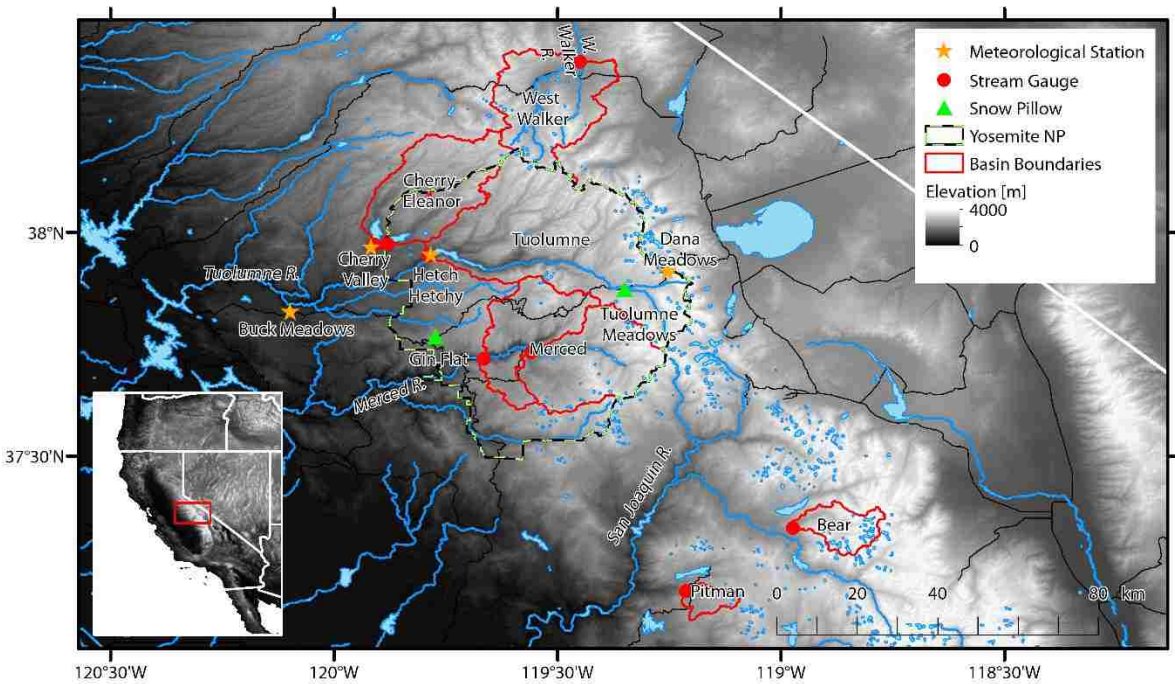 W. Walker R.
West
Walker
Cherry-
Eleanor
Tuolumne
Dana
Meadows
Cherry
Valley
Hetch
Hetchy
Tuolumne R.
Buck Meadows
Tuolumne
Meadows
Gin Flat
Merced
Merced R.
San Joaquin R.
Bear
Pitman
Meteorological Station
Stream Gauge
Snow Pillow
Yosemite NP
Basin Boundaries
Elevation [m]
4000
0
38°N
37°30'N
0 20 40 80 km
120°30'W 120°W 119°30'W 119°W 118°30'W